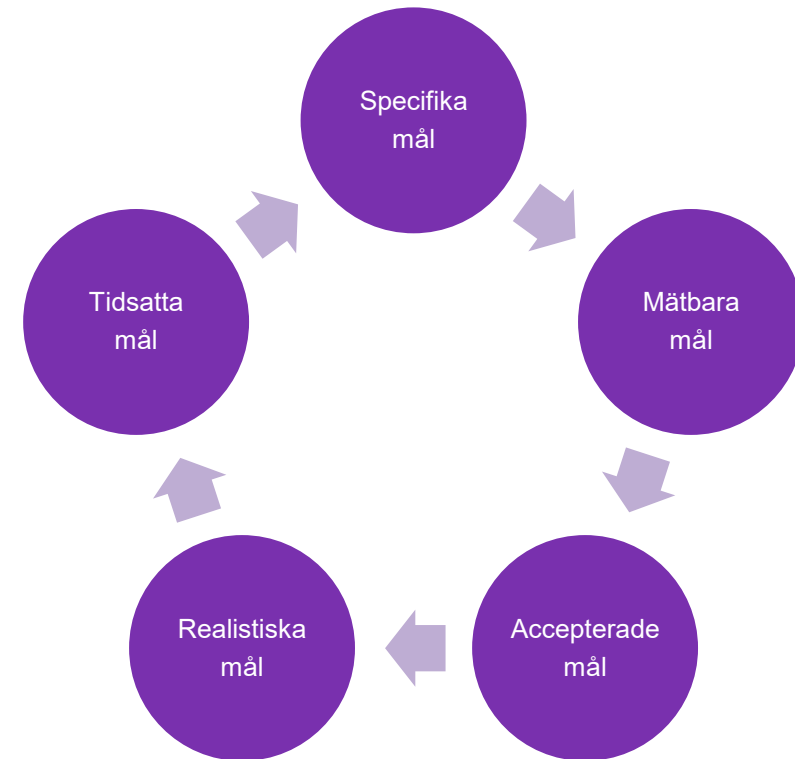 Specifika
mål
Mätbara
mål
Accepterade
mål
Realistiska
mål
Tidsatta
mål